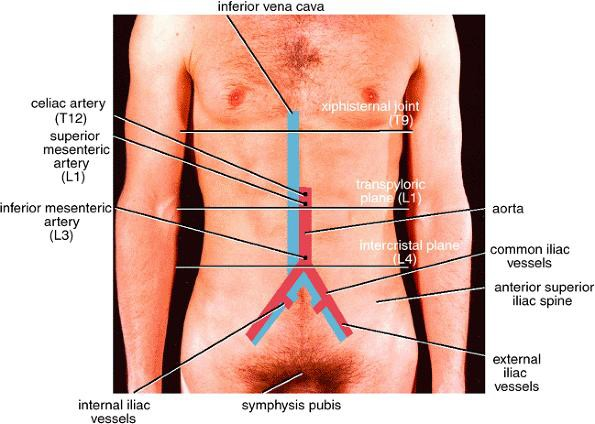 inferior vena cava
celiac artery
(T12)
superior
mesenteric
artery
(L1)
inferior mesenteric
artery
(L3)
xiphisternal joint
(T9)
transpyloric
plane (L1)
intercristal plane
(L4)
aorta
common iliac
vessels
anterior superior
iliac spine
external
iliac
vessels
internal iliac
vessels
symphysis pubis